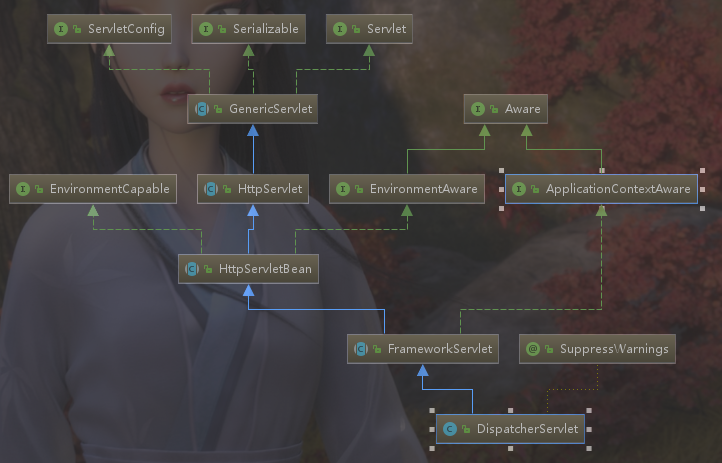 ServletConfig
Serializable
Servlet
GenericServlet
Aware
EnvironmentCapable
HttpServlet
EnvironmentAware
ApplicationContextAware
HttpServletBean
FrameworkServlet
SuppressWarnings
DispatcherServlet